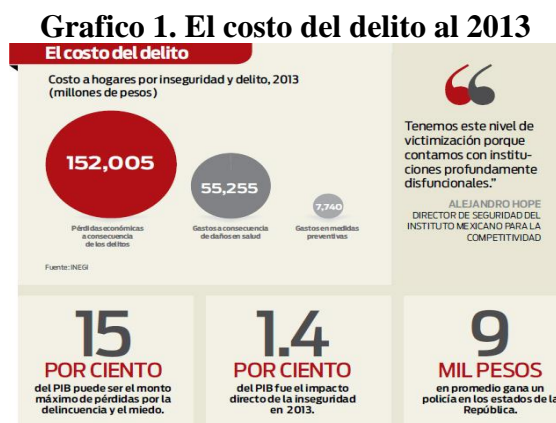 Grafico 1. El costo del delito al 2013
El costo del delito
Costo a hogares por inseguridad y delito, 2013
(millones de pesos)
152,005
Pérdidas económicas
a consecuencia
de los delitos
55,255
Gastos a consecuencia
de daños en salud
7,740
Gastos en medidas
preventivas
Fuente: INEGI
Tenemos este nivel de
victimización porque
contamos con institu-
ciones profundamente
disfuncionales.”
ALEJANDRO HOPE
DIRECTOR DE SEGURIDAD DEL
INSTITUTO MEXICANO PARA LA
COMPETITIVIDAD
15
POR CIENTO
del PIB puede ser el monto
máximo de pérdidas por la
delincuencia y el miedo.
1.4
POR CIENTO
del PIB fue el impacto
directo de la inseguridad
en 2013.
9
MIL PESOS
en promedio gana un
policía en los estados de la
República.